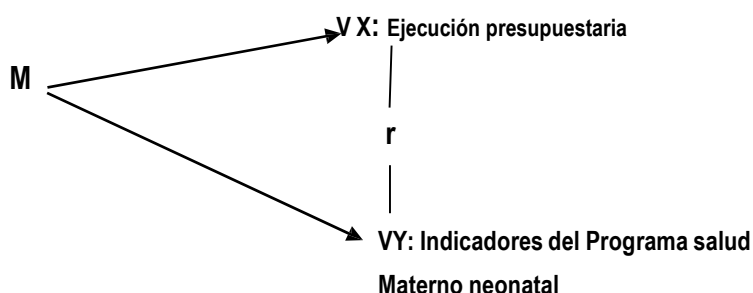 V X: Ejecución presupuestaria
M
r
VY: Indicadores del Programa salud
Materno neonatal